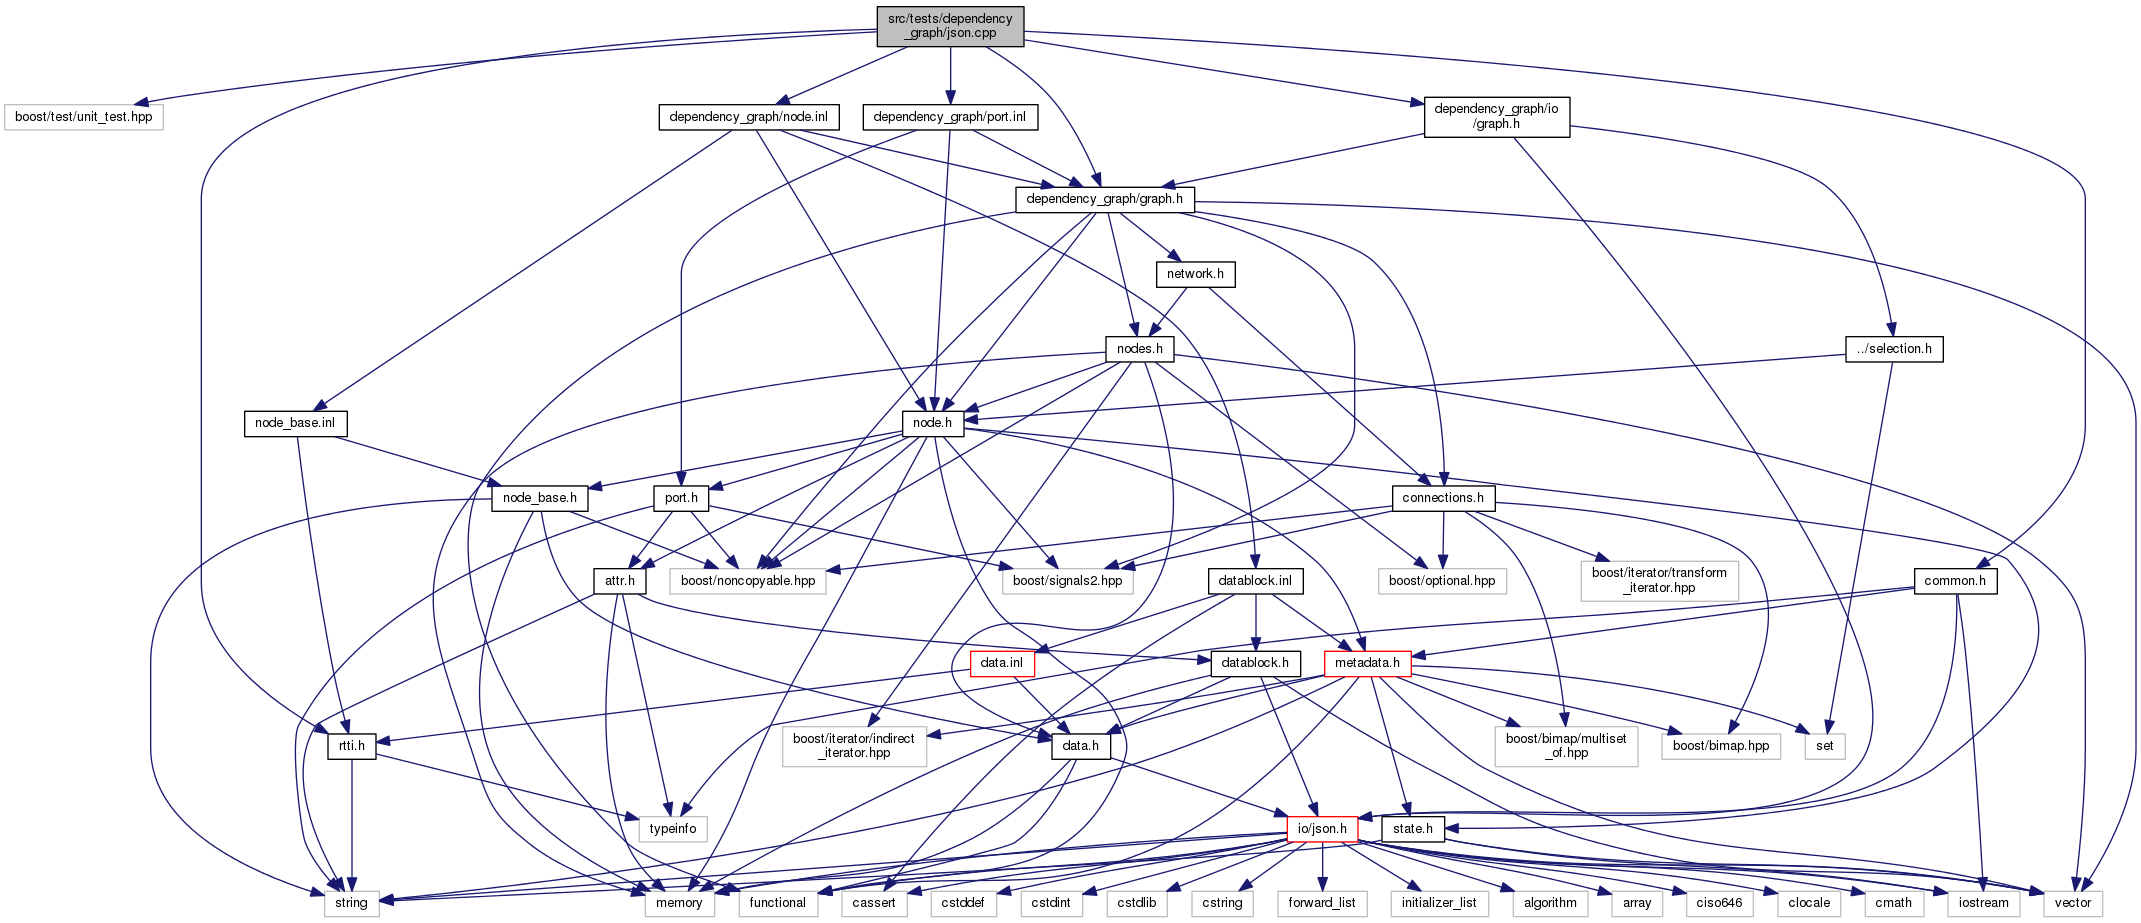 src/tests/dependency
_graph/json.cpp
boost/test/unit_test.hpp
dependency_graph/node.inl
dependency_graph/port.inl
dependency_graph/io
/graph.h
dependency_graph/graph.h
network.h
nodes.h
../selection.h
node_base.inl
node.h
node_base.h
port.h
connections.h
attr.h
boost/noncopyable.hpp
boost/signals2.hpp
datablock.inl
boost/optional.hpp
boost/iterator/transform
_iterator.hpp
common.h
data.inl
datablock.h
metadata.h
rtti.h
boost/iterator/indirect
_iterator.hpp
data.h
boost/bimap/multiset
_of.hpp
boost/bimap.hpp
set
typeinfo
io/json.h
state.h
string
memory
functional
cassert
cstddef
cstdint
cstdlib
cstring
forward_list
initializer_list
algorithm
array
ciso646
clocale
cmath
iostream
vector